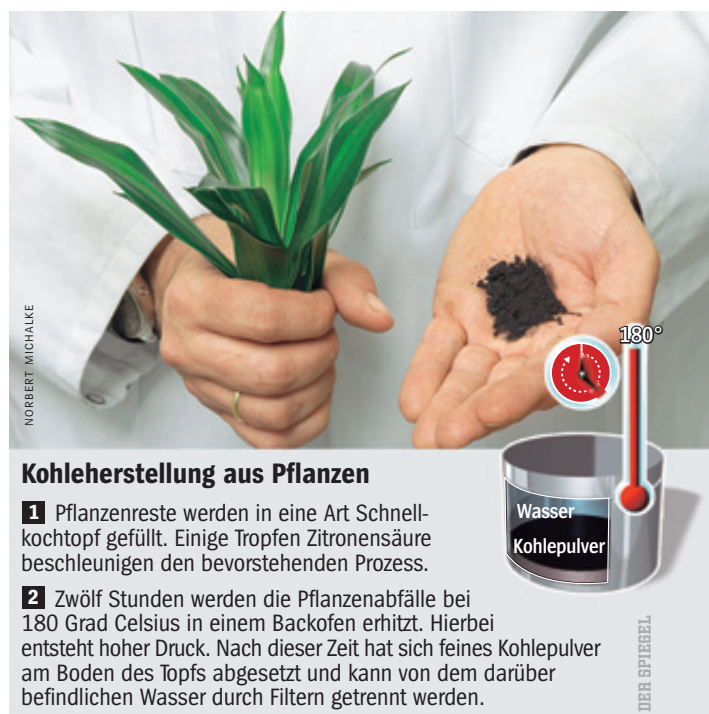 NORBERT MICHALKE
180°
Wasser
Kohlepulver
Kohleherstellung aus Pflanzen
1 Pflanzenreste werden in eine Art Schnell-
kochtopf gefüllt. Einige Tropfen Zitronensäure
beschleunigen den bevorstehenden Prozess.
2 Zwölf Stunden werden die Pflanzenabfälle bei
180 Grad Celsius in einem Backofen erhitzt. Hierbei
entsteht hoher Druck. Nach dieser Zeit hat sich feines Kohlepulver
am Boden des Topfs abgesetzt und kann von dem darüber
befindlichen Wasser durch Filtern getrennt werden.
DER SPIEGEL